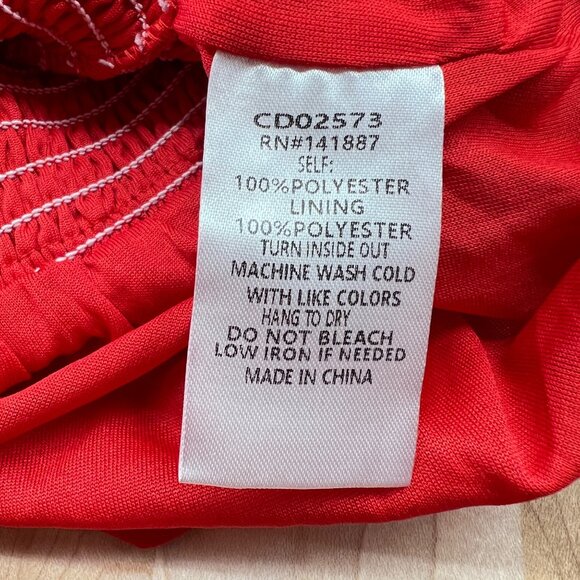 CD02573
RN#141887
SELF:
100%POLYESTER
LINING
100%POLYESTER
TURN INSIDE OUT
MACHINE WASH COLD
WITH LIKE COLORS
HANG TO DRY
DO NOT BLEACH
LOW IRON IF NEEDED
MADE IN CHINA